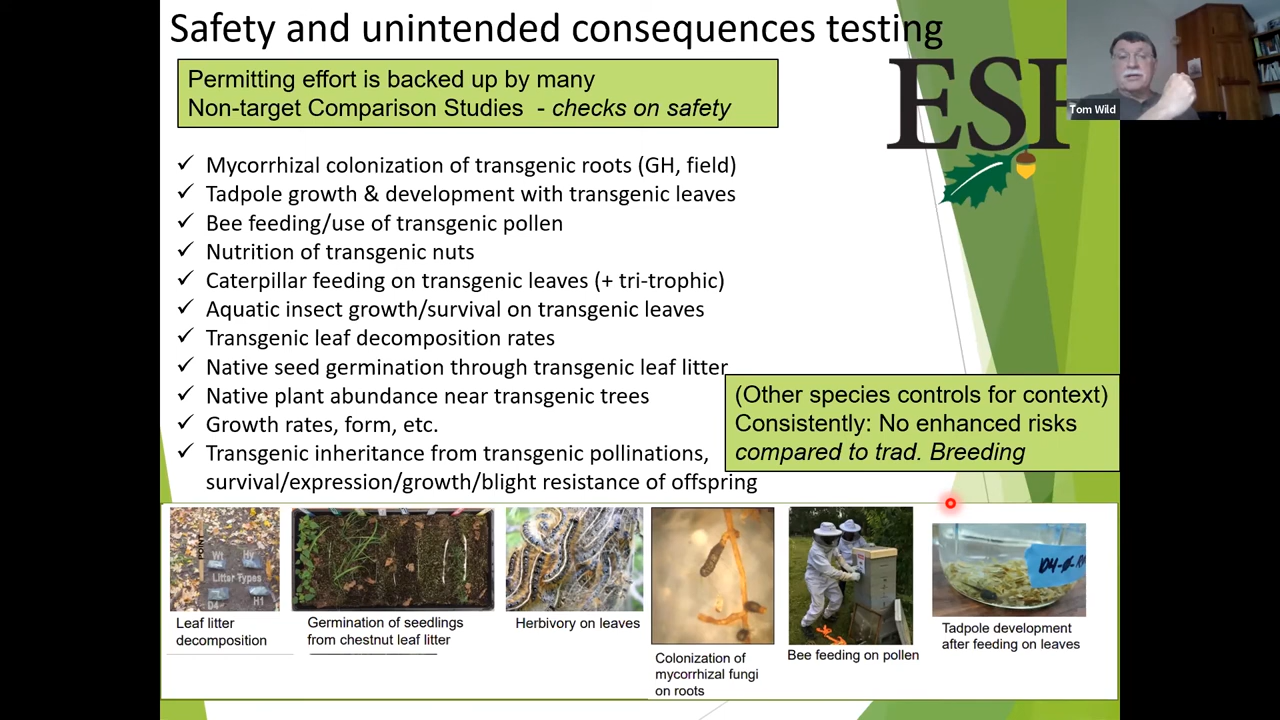 Safety and unintended consequences testing
Permitting effort is backed up by many
Non-target Comparison Studies - checks on safety
ESF
Tom Wild
✓ Mycorrhizal colonization of transgenic roots (GH, field)
✓ Tadpole growth & development with transgenic leaves
✓ Bee feeding/use of transgenic pollen
✓ Nutrition of transgenic nuts
✓ Caterpillar feeding on transgenic leaves (+ tri-trophic)
✓ Aquatic insect growth/survival on transgenic leaves
✓ Transgenic leaf decomposition rates
✓ Native seed germination through transgenic leaf litter
✓ Native plant abundance near transgenic trees
✓ Growth rates, form, etc.
✓ Transgenic inheritance from transgenic pollinations,
survival/expression/growth/blight resistance of offspring
(Other species controls for context)
Consistently: No enhanced risks
compared to trad. Breeding
Wt
Litter Types
D4
H1
Leaf litter
decomposition
Germination of seedlings
from chestnut leaf litter
Herbivory on leaves
Colonization of
mycorrhizal fungi
on roots
Bee feeding on pollen
Tadpole development
after feeding on leaves